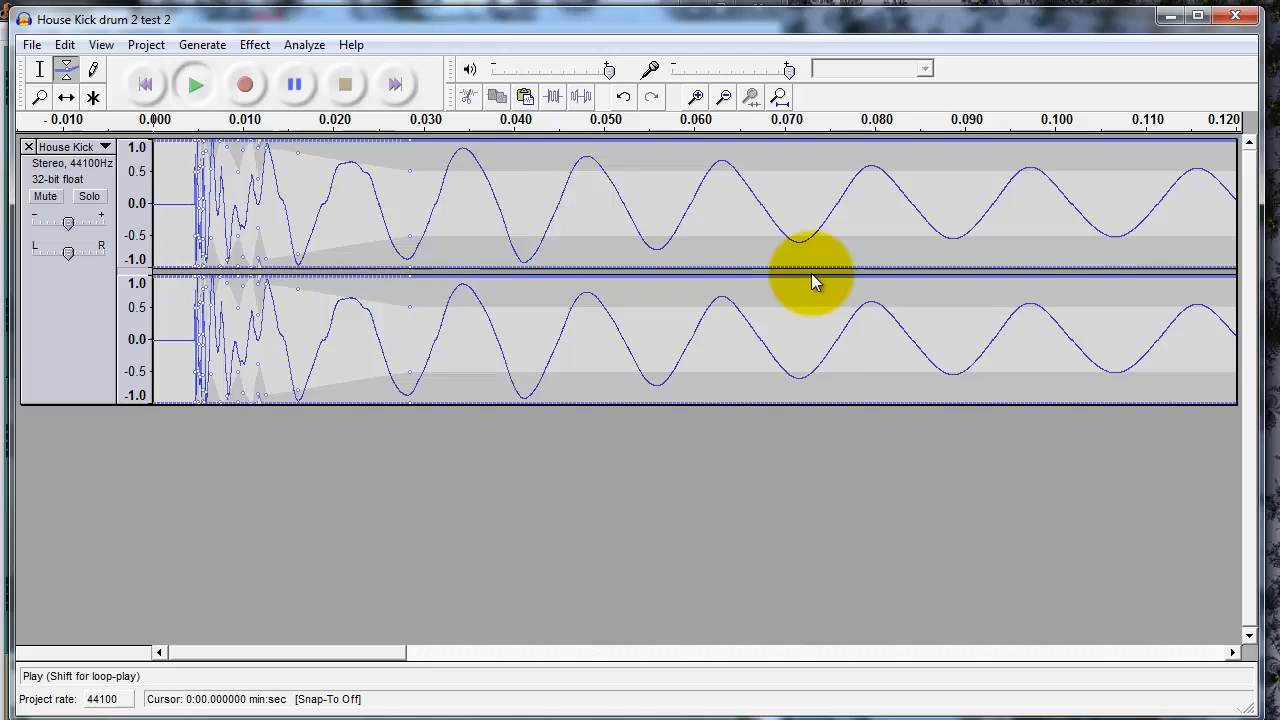 House Kick drum 2 test 2
File Edit View Project Generate Effect Analyze Help
- 0.010 0.000 0.010 0.020 0.030 0.040 0.050 0.060 0.070 0.080 0.090 0.100 0.110 0.120
House Kick
Stereo, 44100Hz
32-bit float
Mute Solo
- +
L R
1.0
0.5
0.0
-0.5
-1.0
1.0
0.5
0.0
-0.5
-1.0
Play (Shift for loop-play)
Project rate: 44100 Cursor: 0:00.000000 min:sec [Snap-To Off]